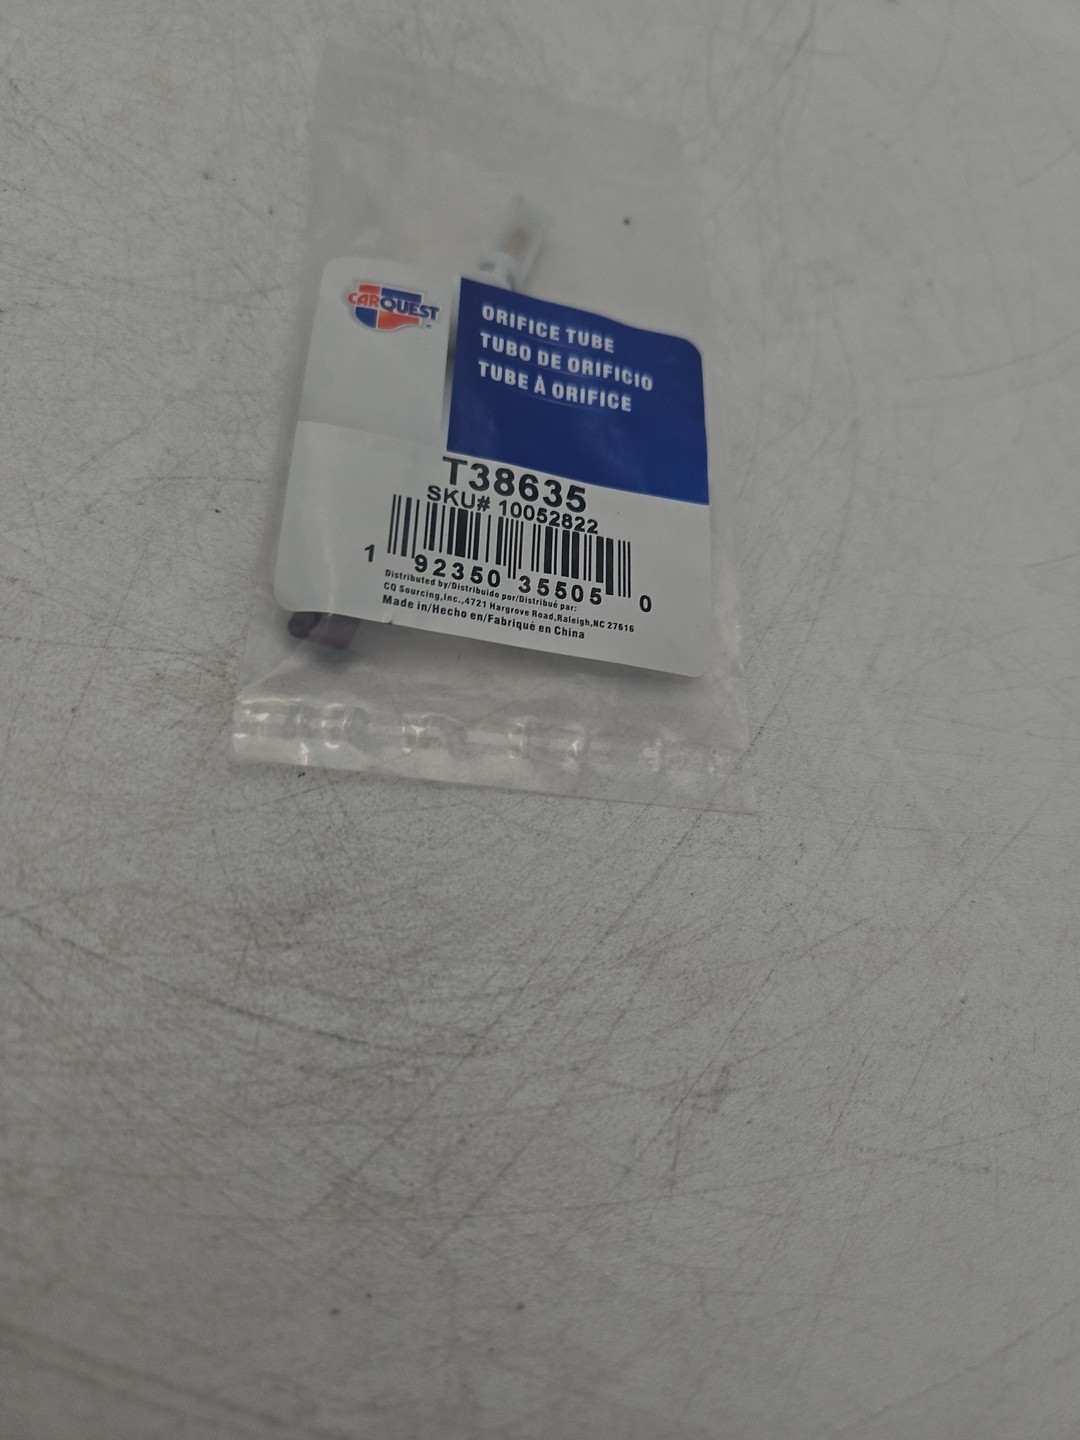 CARQUEST
ORIFICE TUBE
TUBO DE ORIFICIO
TUBE À ORIFICE
T38635
SKU# 10052822
1 92350 35505 0
Distributed by/Distribuido por/Distribué par:
CQ Sourcing,Inc.,4721 Hargrove Road,Raleigh,NC 27616
Made in/Hecho en/Fabriqué en China